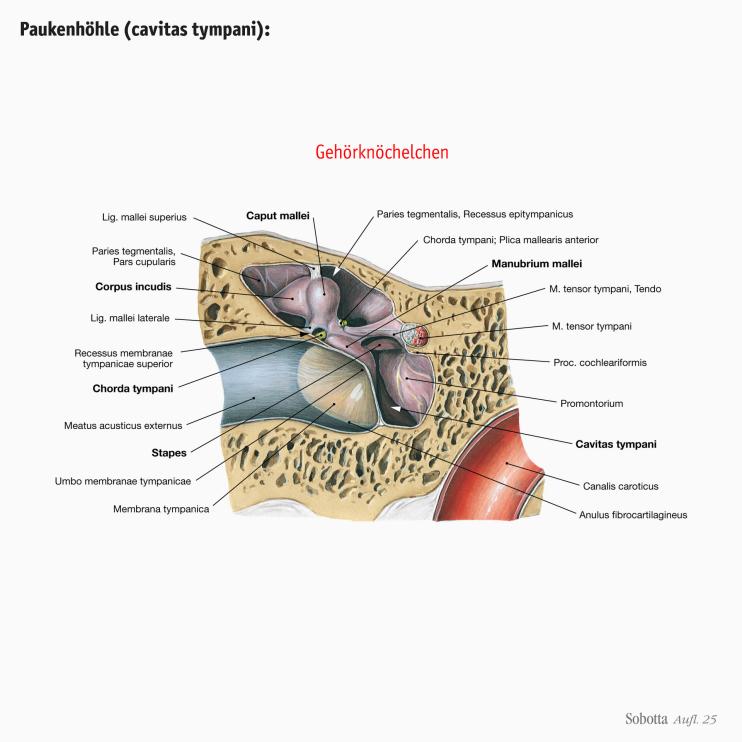 Paukenhöhle (cavitas tympani):
Gehörknöchelchen
Lig. mallei superius
Caput mallei
Paries tegmentalis, Recessus epitympanicus
Chorda tympani; Plica mallearis anterior
Paries tegmentalis,
Pars cupularis
Manubrium mallei
Corpus incudis
M. tensor tympani, Tendo
Lig. mallei laterale
M. tensor tympani
Recessus membranae
tympanicae superior
Proc. cochleariformis
Chorda tympani
Promontorium
Meatus acusticus externus
Cavitas tympani
Stapes
Umbo membranae tympanicae
Canalis caroticus
Membrana tympanica
Anulus fibrocartilagineus
Sobotta Aufl. 25